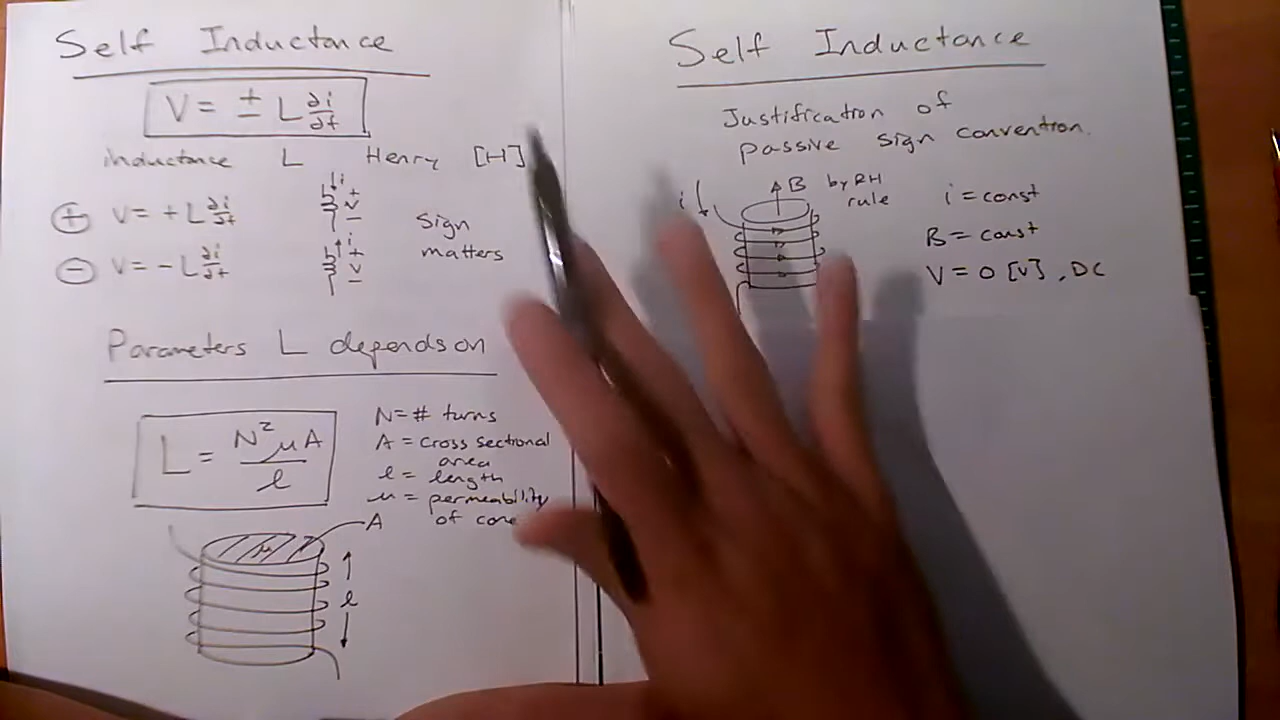 Self Inductance
V = ± L ∂i/∂t
inductance L Henry [H]
⊕ V = + L ∂i/∂t
i + V −
⊖ V = − L ∂i/∂t
i + V −
Sign
matters
Parameters L depends on
L = N²μA/ℓ
N = # turns
A = cross sectional
area
ℓ = length
μ = permeability
of core
A
μ
ℓ
Self Inductance
Justification of
passive sign convention.
i
B by RH
rule
i = const
B = const
V = 0 [V], DC